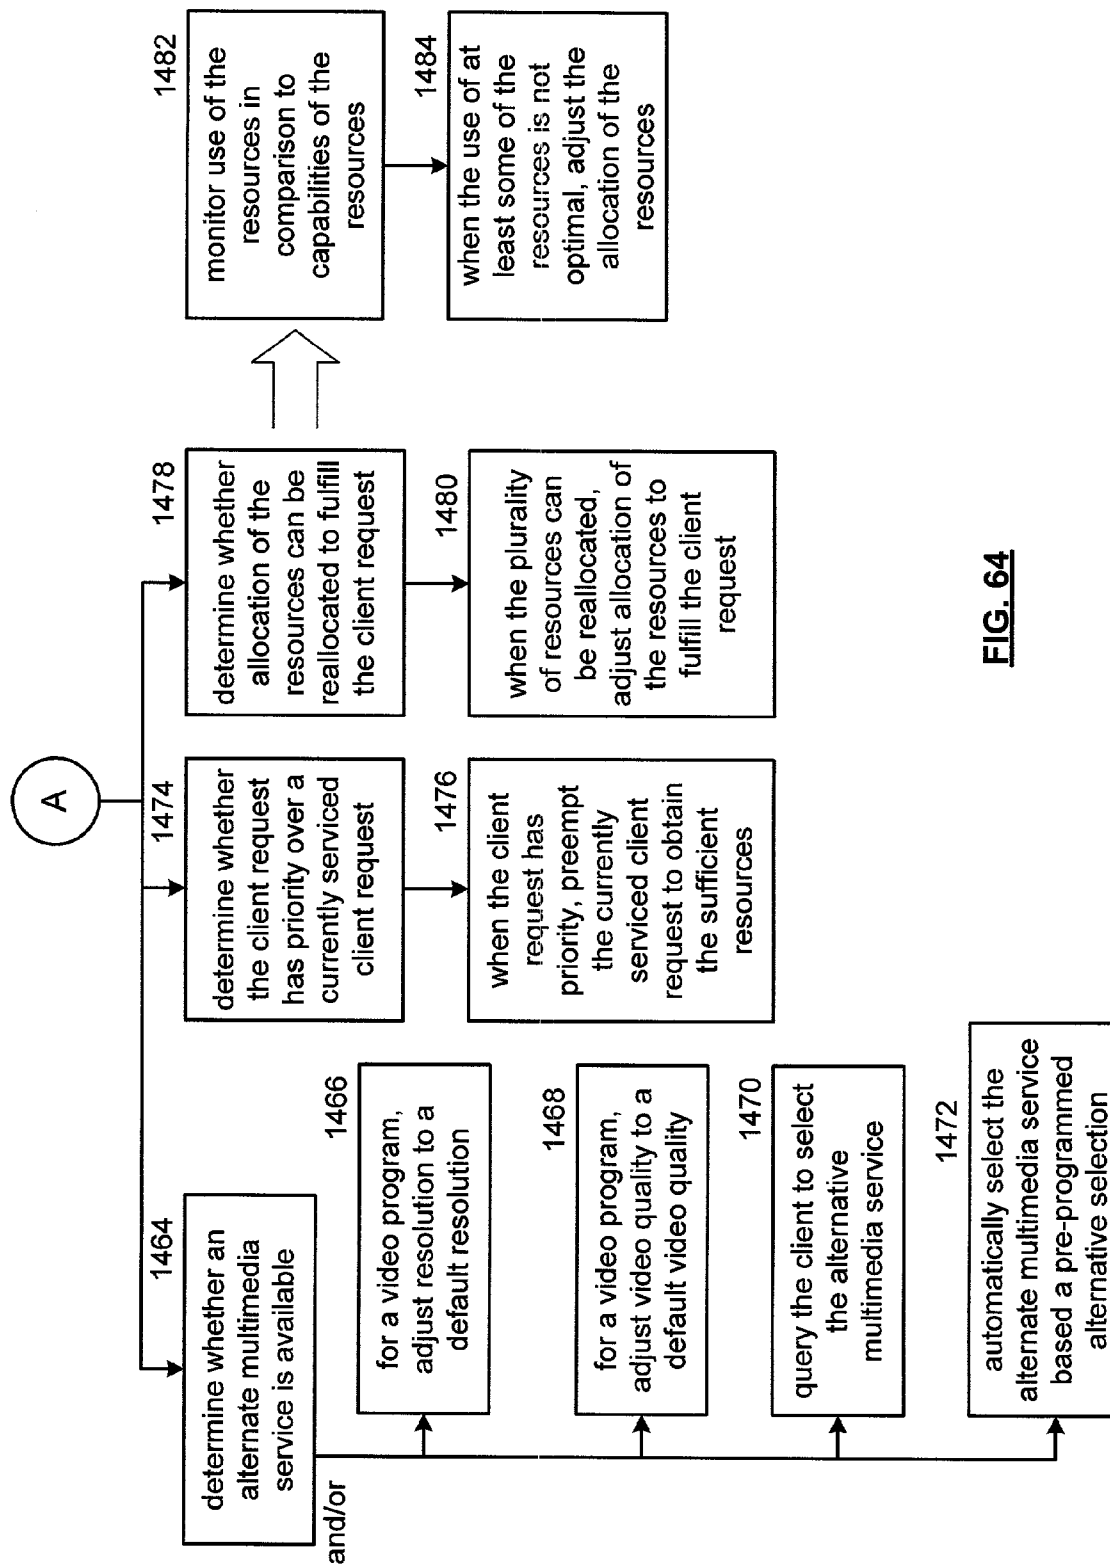 A
1464
determine whether an
alternate multimedia
service is available
and/or
1466
for a video program,
adjust resolution to a
default resolution
1468
for a video program,
adjust video quality to a
default video quality
1470
query the client to select
the alternative
multimedia service
1472
automatically select the
alternate multimedia service
based a pre-programmed
alternative selection
1474
determine whether
the client request
has priority over a
currently serviced
client request
1476
when the client
request has
priority, preempt
the currently
serviced client
request to obtain
the sufficient
resources
1478
determine whether
allocation of the
resources can be
reallocated to fulfill
the client request
1480
when the plurality
of resources can
be reallocated,
adjust allocation of
the resources to
fulfill the client
request
1482
monitor use of the
resources in
comparison to
capabilities of the
resources
1484
when the use of at
least some of the
resources is not
optimal, adjust the
allocation of the
resources
FIG. 64